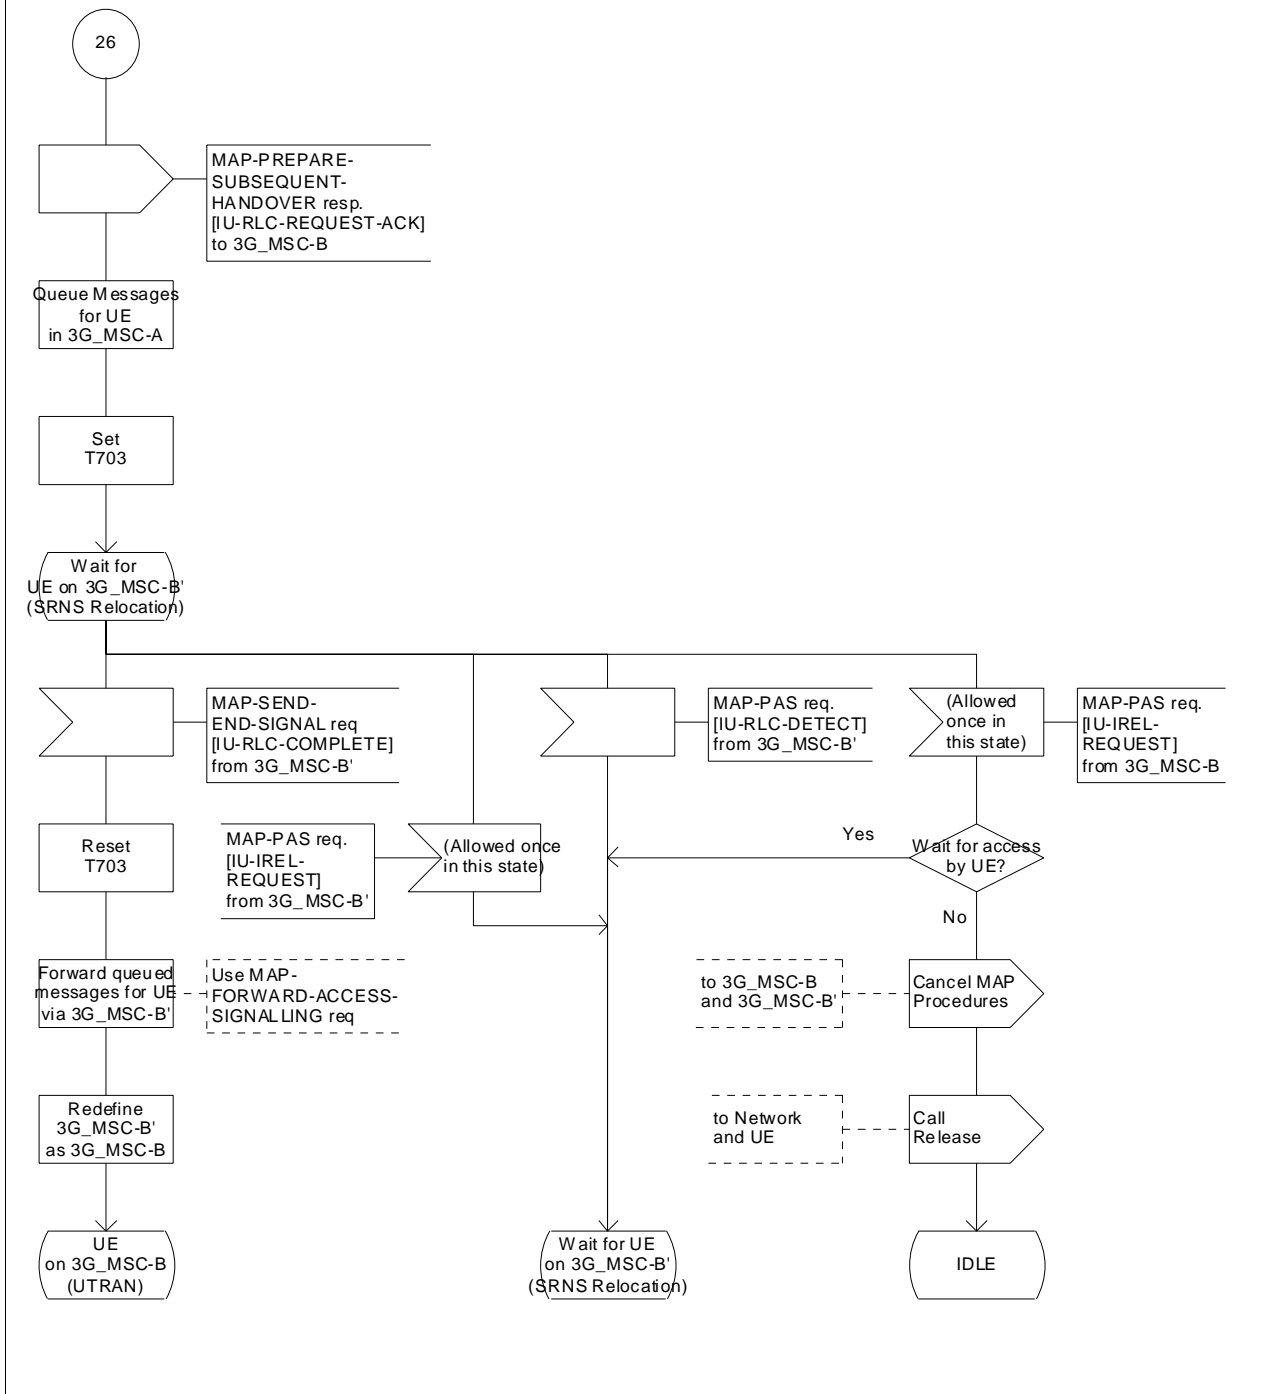 26
MAP-PREPARE-
SUBSEQUENT-
HANDOVER resp.
[IU-RLC-REQUEST-ACK]
to 3G_MSC-B
Queue Messages
for UE
in 3G_MSC-A
Set
T703
Wait for
UE on 3G_MSC-B'
(SRNS Relocation)
MAP-SEND-
END-SIGNAL req
[IU-RLC-COMPLETE]
from 3G_MSC-B'
MAP-PAS req.
[IU-RLC-DETECT]
from 3G_MSC-B'
(Allowed
once in
this state)
MAP-PAS req.
[IU-IREL-
REQUEST]
from 3G_MSC-B
Reset
T703
MAP-PAS req.
[IU-IREL-
REQUEST]
from 3G_MSC-B'
(Allowed once
in this state)
Yes
Wait for access
by UE?
No
Forward queued
messages for UE
via 3G_MSC-B'
Use MAP-
FORWARD-ACCESS-
SIGNALLING req
to 3G_MSC-B
and 3G_MSC-B'
Cancel MAP
Procedures
Redefine
3G_MSC-B'
as 3G_MSC-B
to Network
and UE
Call
Release
UE
on 3G_MSC-B
(UTRAN)
Wait for UE
on 3G_MSC-B'
(SRNS Relocation)
IDLE